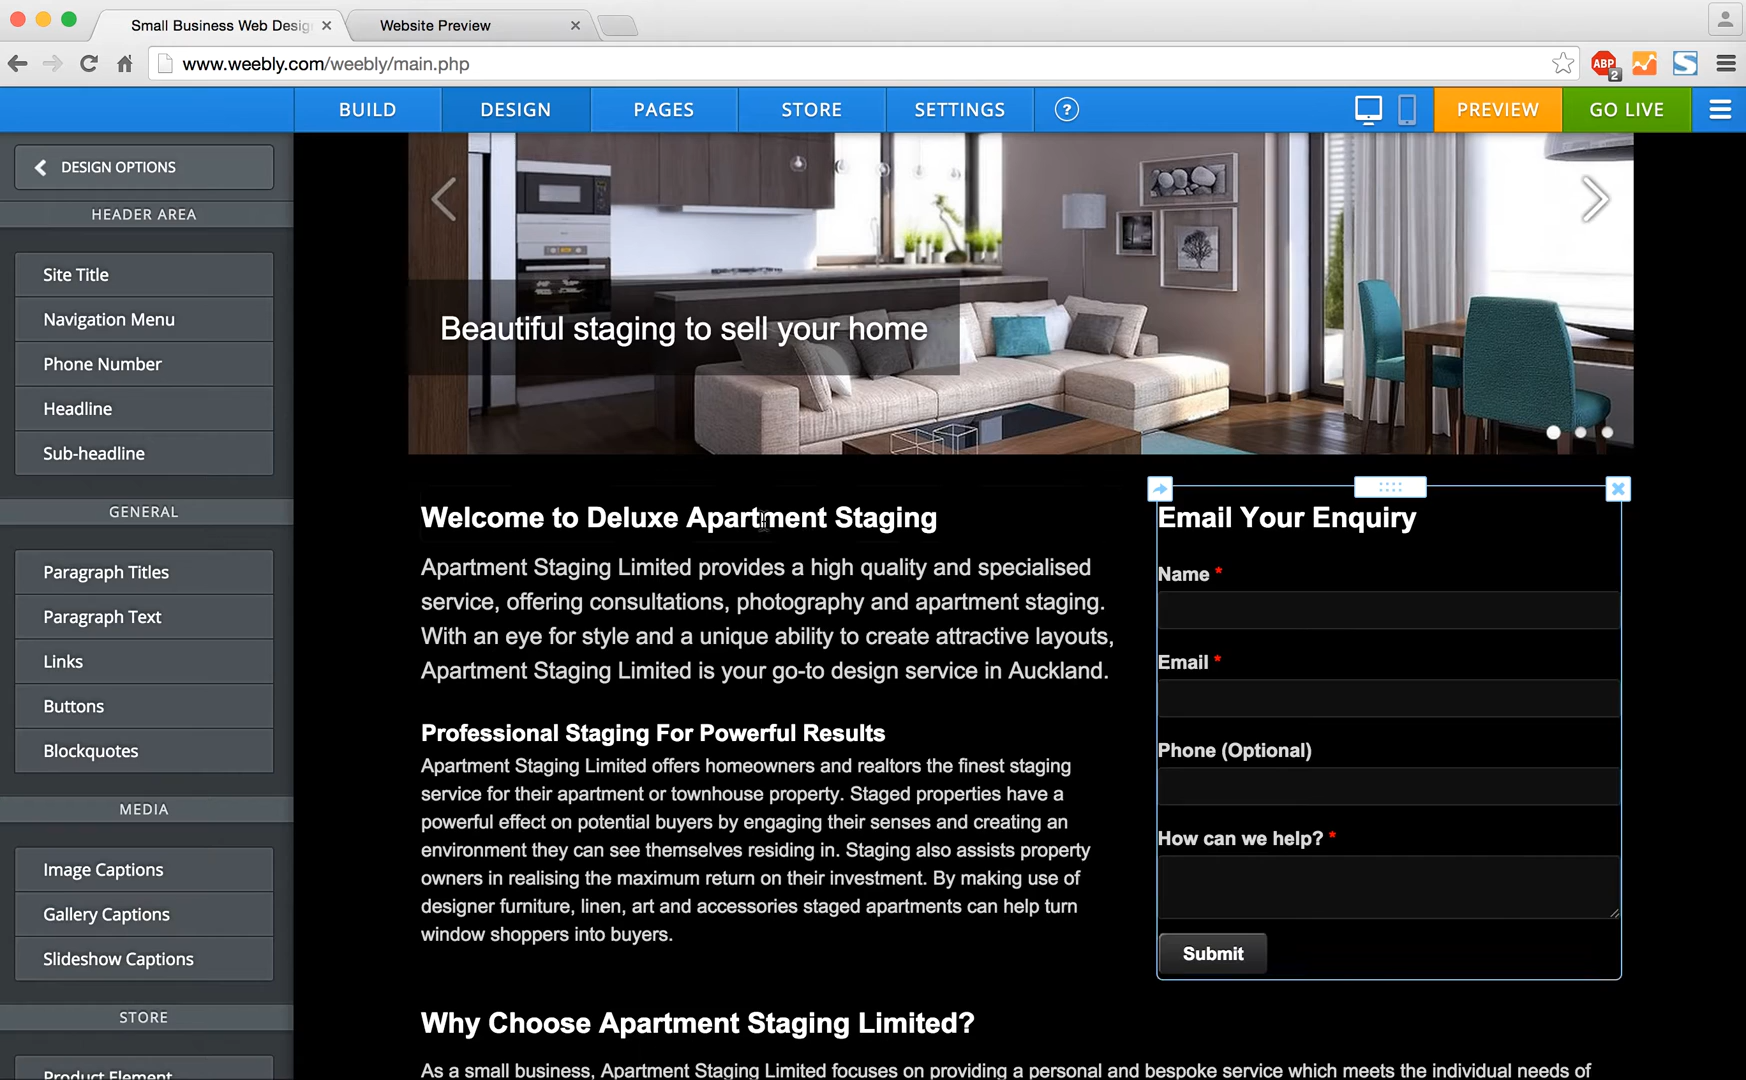 Small Business Web Desig
Website Preview
www.weebly.com/weebly/main.php
ABP
2
S
BUILD
DESIGN
PAGES
STORE
SETTINGS
?
PREVIEW
GO LIVE
DESIGN OPTIONS
HEADER AREA
Site Title
Navigation Menu
Phone Number
Headline
Sub-headline
GENERAL
Paragraph Titles
Paragraph Text
Links
Buttons
Blockquotes
MEDIA
Image Captions
Gallery Captions
Slideshow Captions
STORE
Product Element
Beautiful staging to sell your home
Welcome to Deluxe Apartment Staging
Apartment Staging Limited provides a high quality and specialised
service, offering consultations, photography and apartment staging.
With an eye for style and a unique ability to create attractive layouts,
Apartment Staging Limited is your go-to design service in Auckland.
Professional Staging For Powerful Results
Apartment Staging Limited offers homeowners and realtors the finest staging
service for their apartment or townhouse property. Staged properties have a
powerful effect on potential buyers by engaging their senses and creating an
environment they can see themselves residing in. Staging also assists property
owners in realising the maximum return on their investment. By making use of
designer furniture, linen, art and accessories staged apartments can help turn
window shoppers into buyers.
Email Your Enquiry
Name *
Email *
Phone (Optional)
How can we help? *
Submit
Why Choose Apartment Staging Limited?
As a small business, Apartment Staging Limited focuses on providing a personal and bespoke service which meets the individual needs of